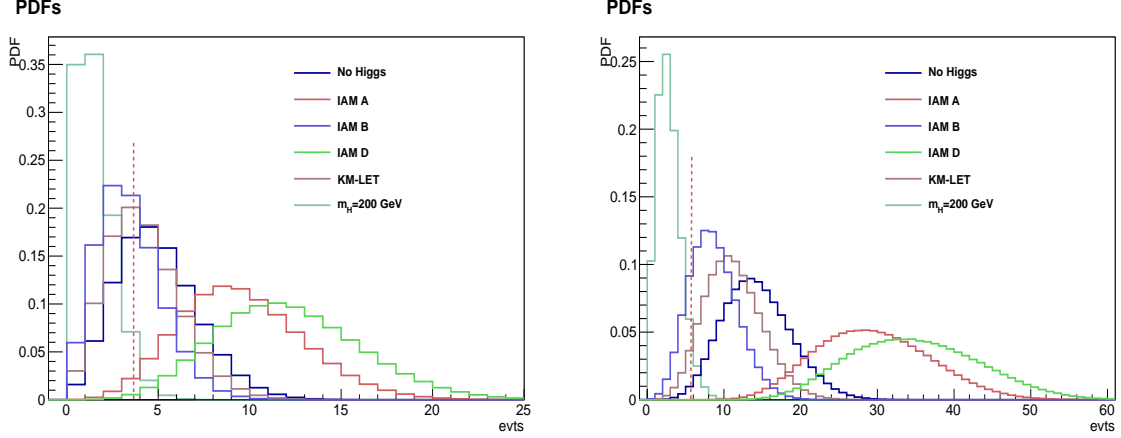 PDFs
PDF
0.35
0.3
0.25
0.2
0.15
0.1
0.05
0
No Higgs
IAM A
IAM B
IAM D
KM-LET
m_H=200 GeV
0 5 10 15 20 25
evts
PDFs
PDF
0.25
0.2
0.15
0.1
0.05
0
No Higgs
IAM A
IAM B
IAM D
KM-LET
m_H=200 GeV
0 10 20 30 40 50 60
evts